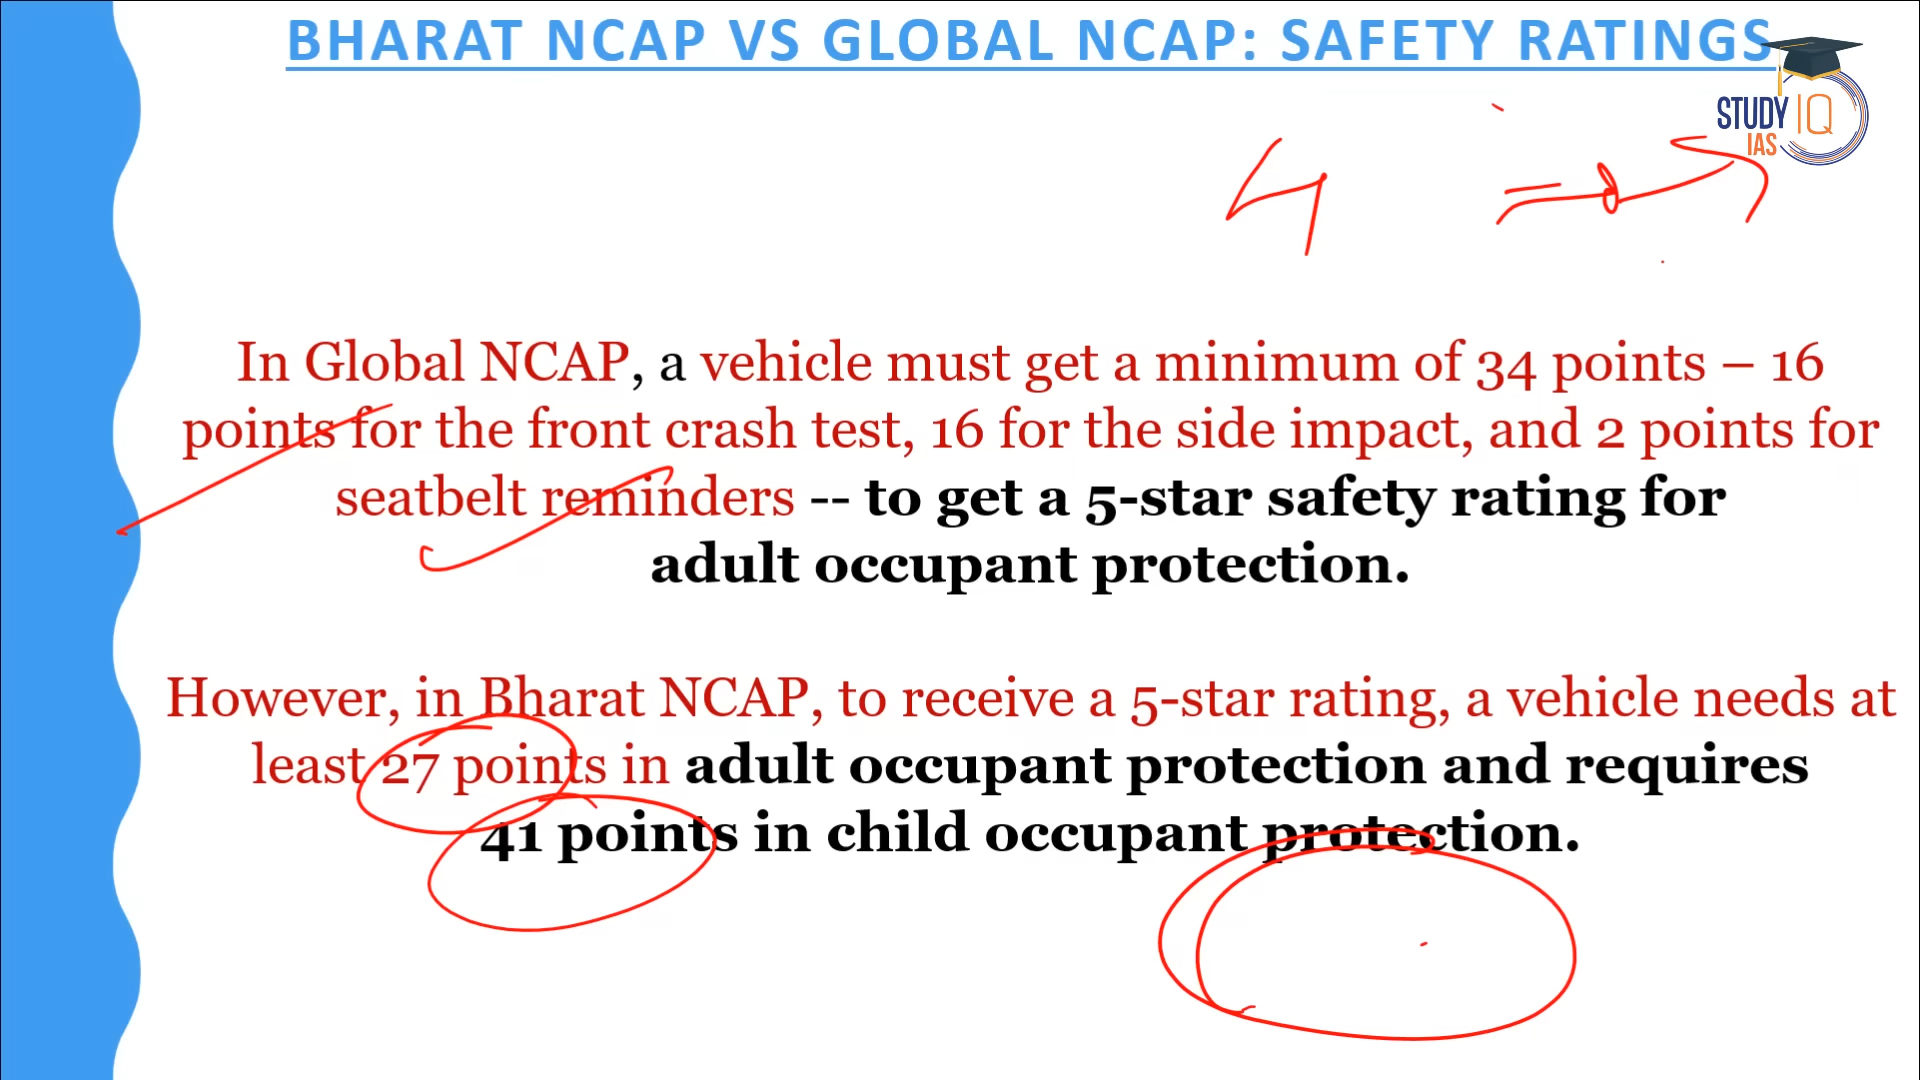 BHARAT NCAP VS GLOBAL NCAP: SAFETY RATINGS
STUDY IQ
IAS
4
In Global NCAP, a vehicle must get a minimum of 34 points – 16
points for the front crash test, 16 for the side impact, and 2 points for
seatbelt reminders -- to get a 5-star safety rating for
adult occupant protection.
However, in Bharat NCAP, to receive a 5-star rating, a vehicle needs at
least 27 points in adult occupant protection and requires
41 points in child occupant protection.